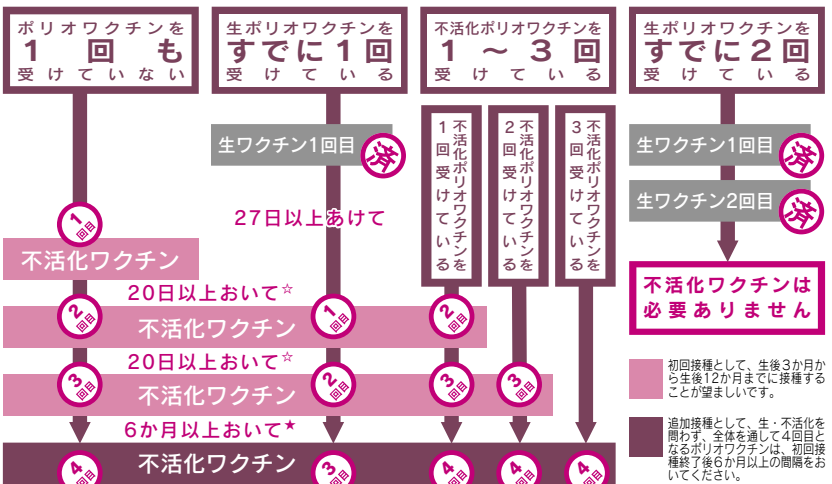 ポリオワクチンを
1回も
受けていない
生ポリオワクチンを
すでに1回
受けている
不活化ポリオワクチンを
1～3回
受けている
生ポリオワクチンを
すでに2回
受けている
生ワクチン1回目
済
27日以上あけて
不活化ポリオワクチンを
1回受けている
不活化ポリオワクチンを
2回受けている
不活化ポリオワクチンを
3回受けている
生ワクチン1回目
済
生ワクチン2回目
済
不活化ワクチンは
必要ありません
1回目
不活化ワクチン
20日以上おいて☆
2回目
不活化ワクチン
1回目
2回目
20日以上おいて☆
3回目
不活化ワクチン
2回目
3回目
3回目
6か月以上おいて★
4回目
不活化ワクチン
3回目
4回目
4回目
4回目
初回接種として、生後3か月か
ら生後12か月までに接種する
ことが望ましいです。
追加接種として、生・不活化を
問わず、全体を通して4回目と
なるポリオワクチンは、初回接
種終了後6か月以上の間隔をお
いてください。